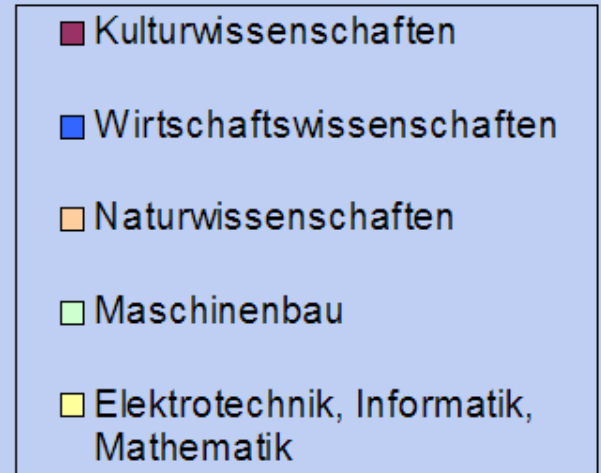 Kulturwissenschaften
Wirtschaftswissenschaften
Naturwissenschaften
Maschinenbau
Elektrotechnik, Informatik,
Mathematik